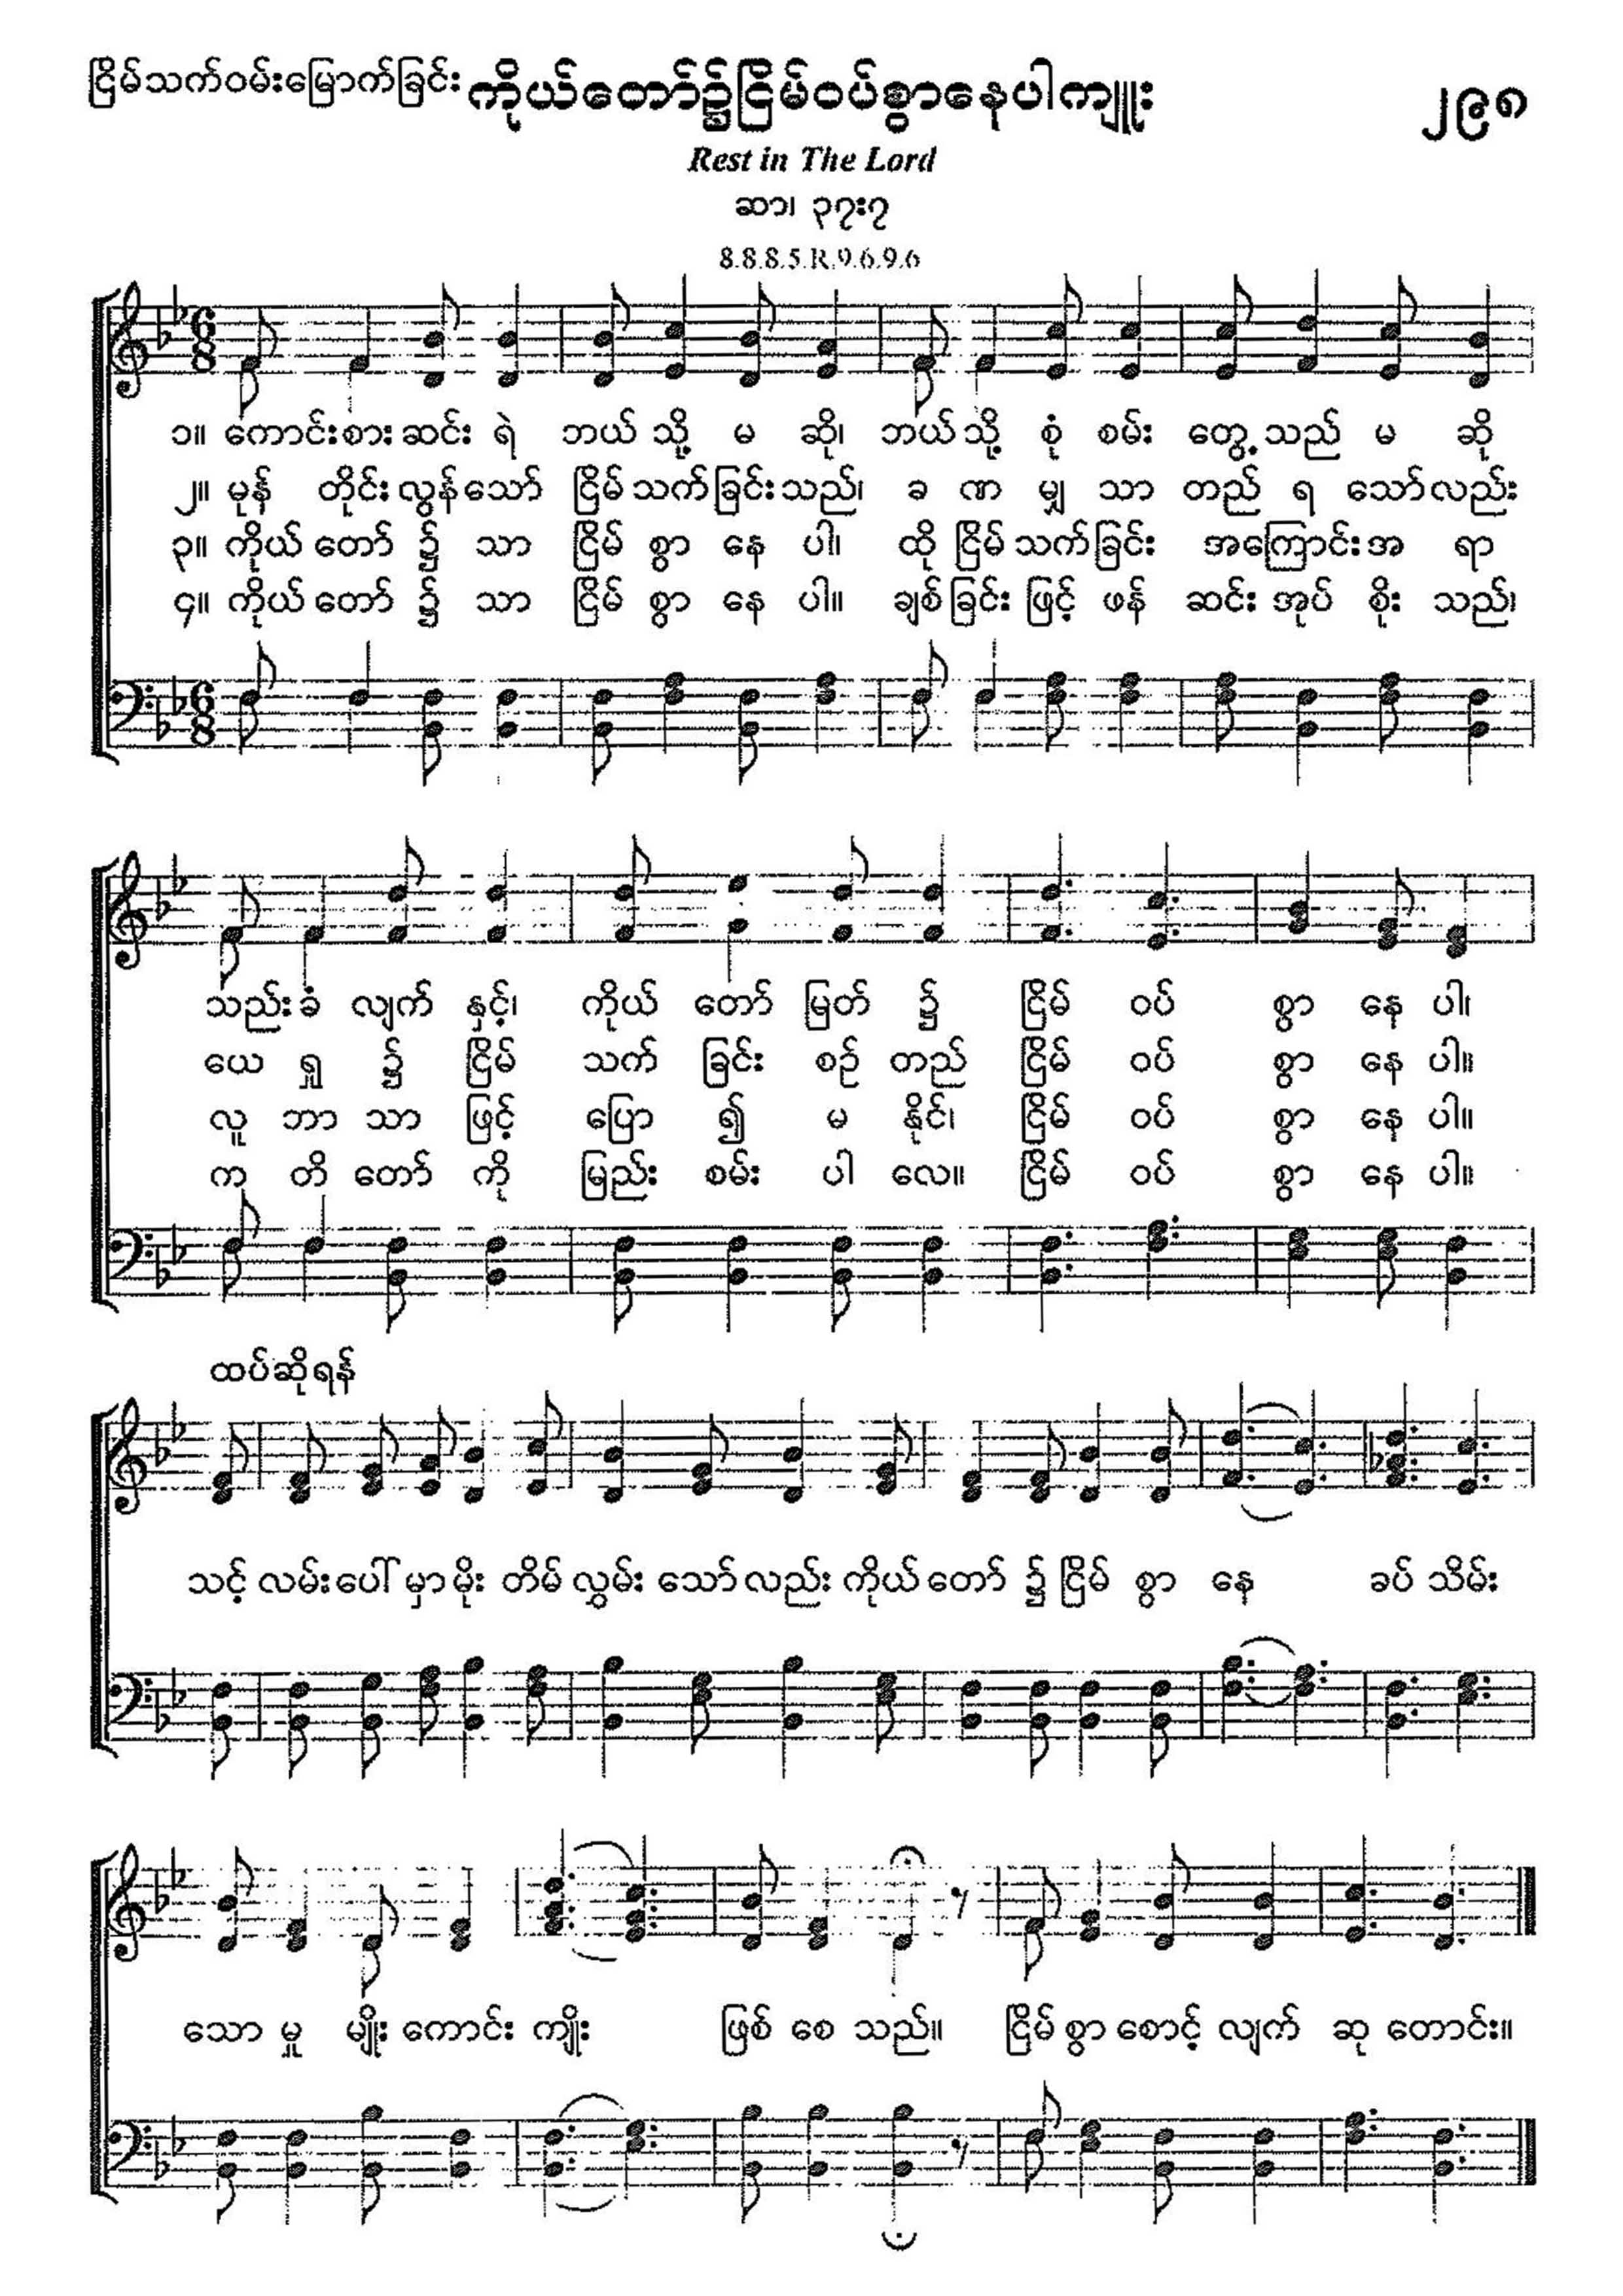 ငြိမ်သက်ဝမ်းမြောက်ခြင်း ကိုယ်တော်၌ငြိမ်ဝပ်စွာနေပါကျူး ၂၉၈
Rest in The Lord
ဆာ၊ ၃၇း၇
8.8.8.5.R.9.6.9.6
၁။ ကောင်းစား ဆင်း ရဲ ဘယ် သို့ မ ဆို၊ ဘယ် သို့ စုံ စမ်း တွေ့ သည် မ ဆို
၂။ မုန် တိုင်း လွန် သော် ငြိမ် သက် ခြင်း သည်၊ ခ ဏ မျှ သာ တည် ရ သော် လည်း
၃။ ကိုယ် တော် ၌ သာ ငြိမ် စွာ နေ ပါ၊ ထို ငြိမ် သက် ခြင်း အကြောင်း အ ရာ
၄။ ကိုယ် တော် ၌ သာ ငြိမ် စွာ နေ ပါ။ ချစ် ခြင်း ဖြင့် ဖန် ဆင်း အုပ် စိုး သည်၊
သည်း ခံ လျက် နှင့်၊ ကိုယ် တော် မြတ် ၌ ငြိမ် ဝပ် စွာ နေ ပါ၊
ယေ ရှု ၌ ငြိမ် သက် ခြင်း စဉ် တည် ငြိမ် ဝပ် စွာ နေ ပါ။
လူ ဘာ သာ ဖြင့် ပြော ၍ မ နိုင်၊ ငြိမ် ဝပ် စွာ နေ ပါ။
က တိ တော် ကို မြည်း စမ်း ပါ လေ။ ငြိမ် ဝပ် စွာ နေ ပါ။
ထပ်ဆိုရန်
သင့် လမ်း ပေါ် မှာ မိုး တိမ် လွှမ်း သော် လည်း ကိုယ် တော် ၌ ငြိမ် စွာ နေ ခပ် သိမ်း
သော မှု မျိုး ကောင်း ကျိုး ဖြစ် စေ သည်။ ငြိမ် စွာ စောင့် လျက် ဆု တောင်း။